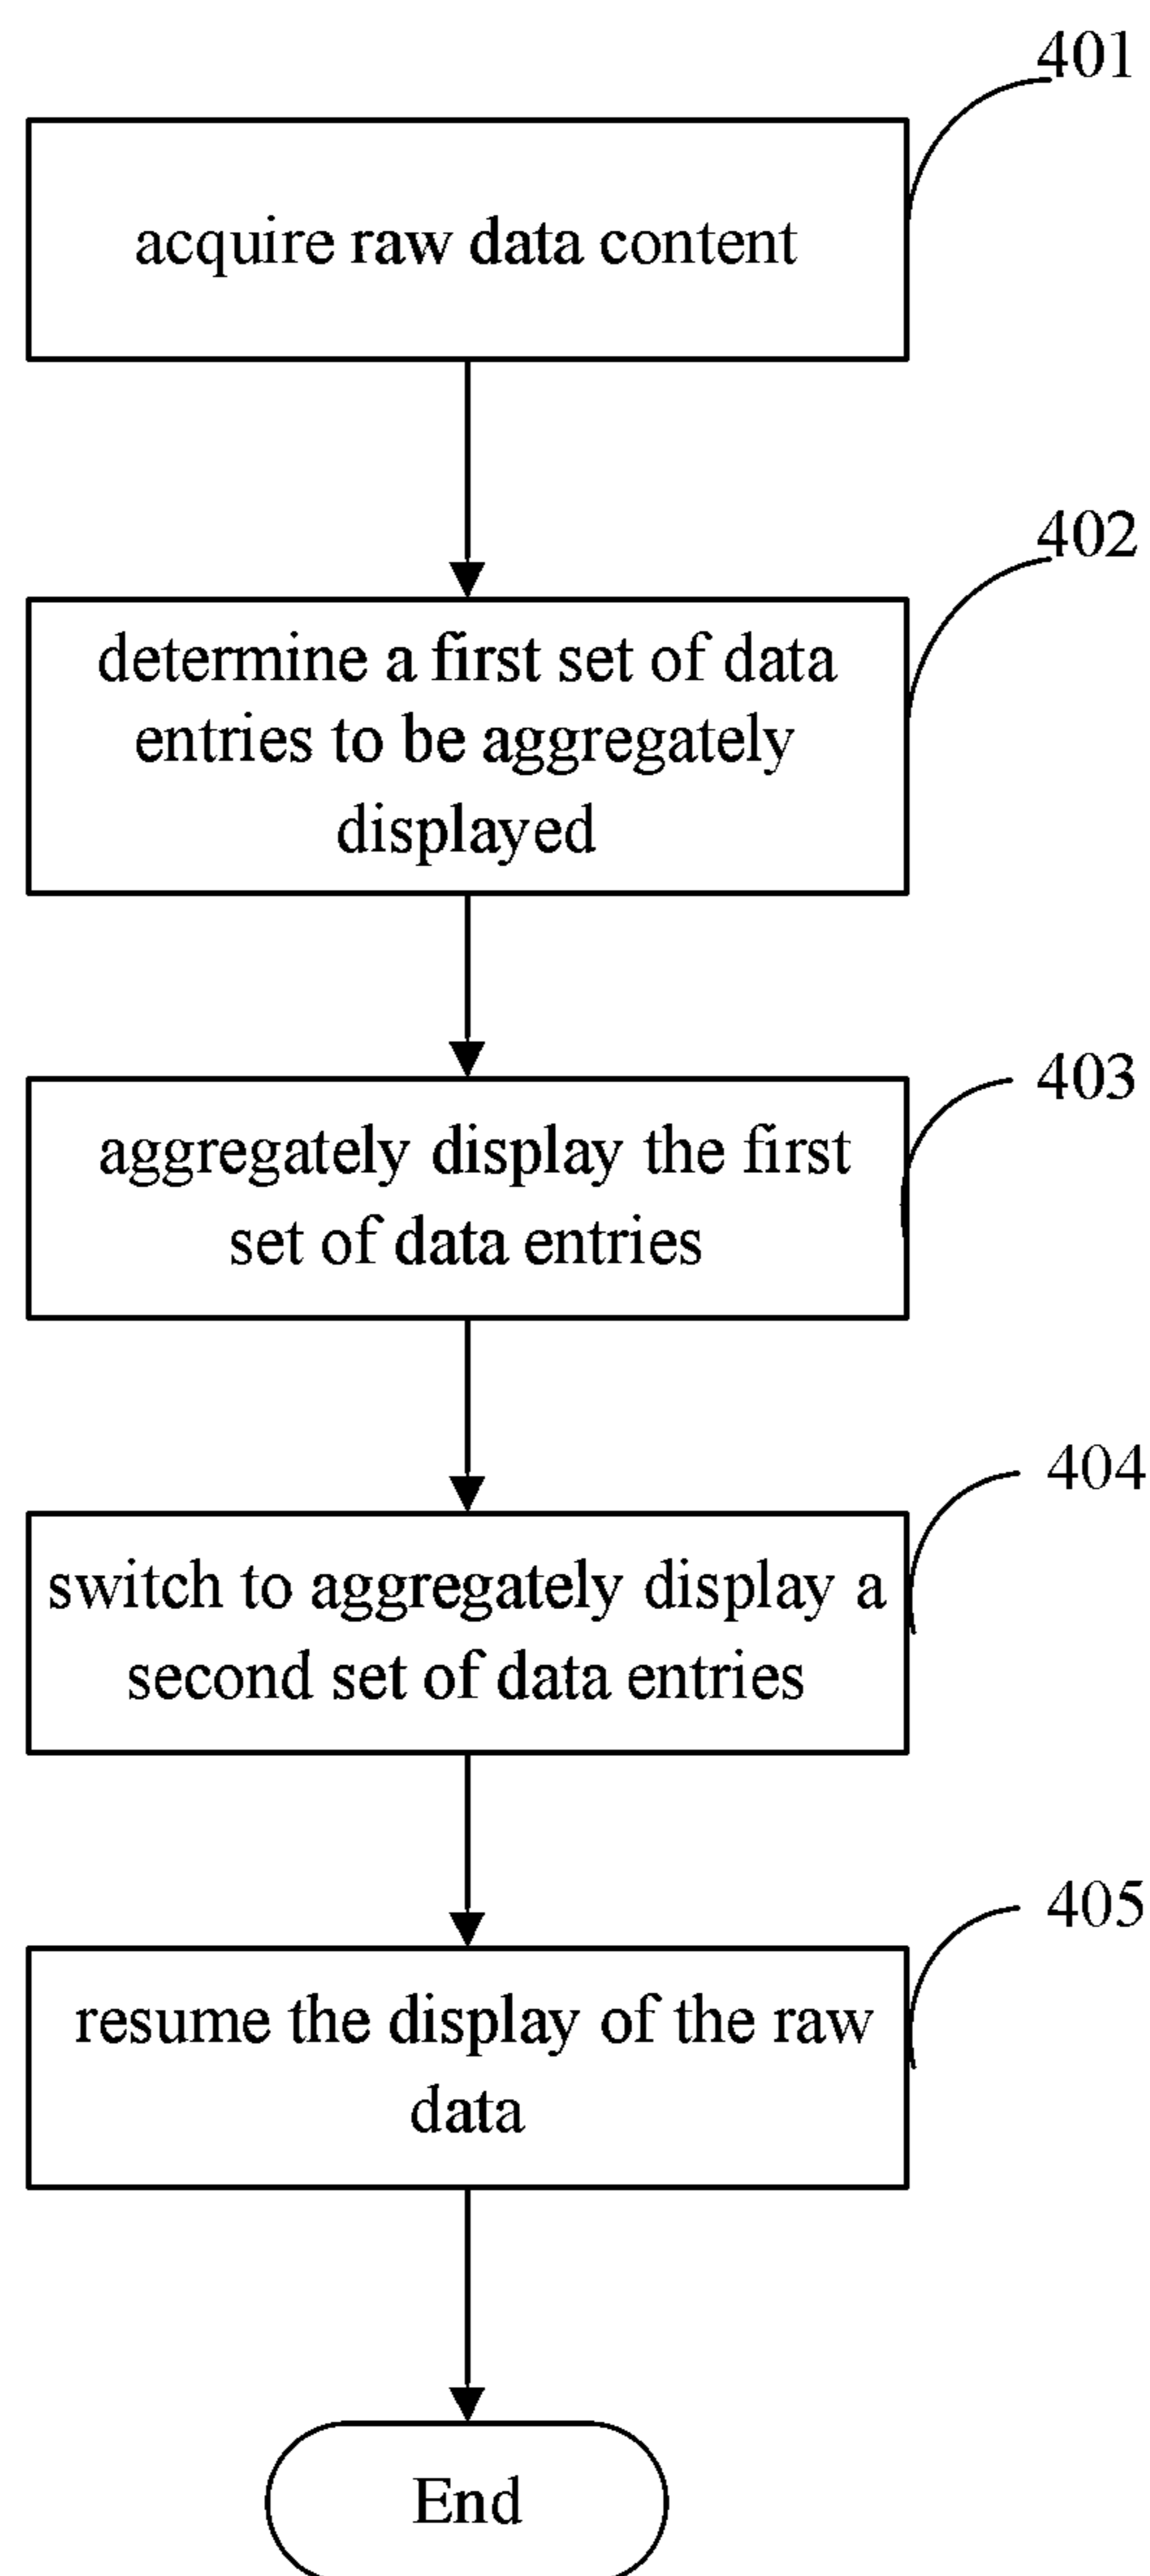 401
acquire raw data content
402
determine a first set of data
entries to be aggregately
displayed
403
aggregately display the first
set of data entries
404
switch to aggregately display a
second set of data entries
405
resume the display of the raw
data
End